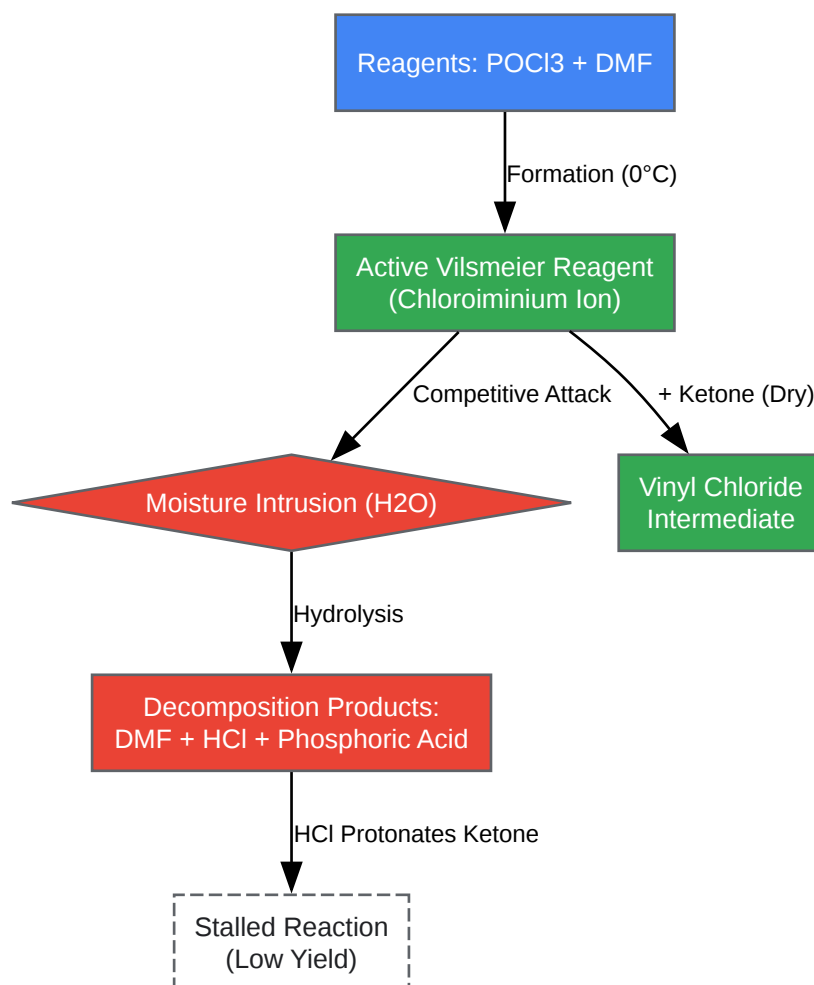 Reagents: POCl3 + DMF
Formation (0°C)
Active Vilsmeier Reagent
(Chloroiminium Ion)
Competitive Attack
+ Ketone (Dry)
Moisture Intrusion (H2O)
Vinyl Chloride
Intermediate
Hydrolysis
Decomposition Products:
DMF + HCl + Phosphoric Acid
HCl Protonates Ketone
Stalled Reaction
(Low Yield)